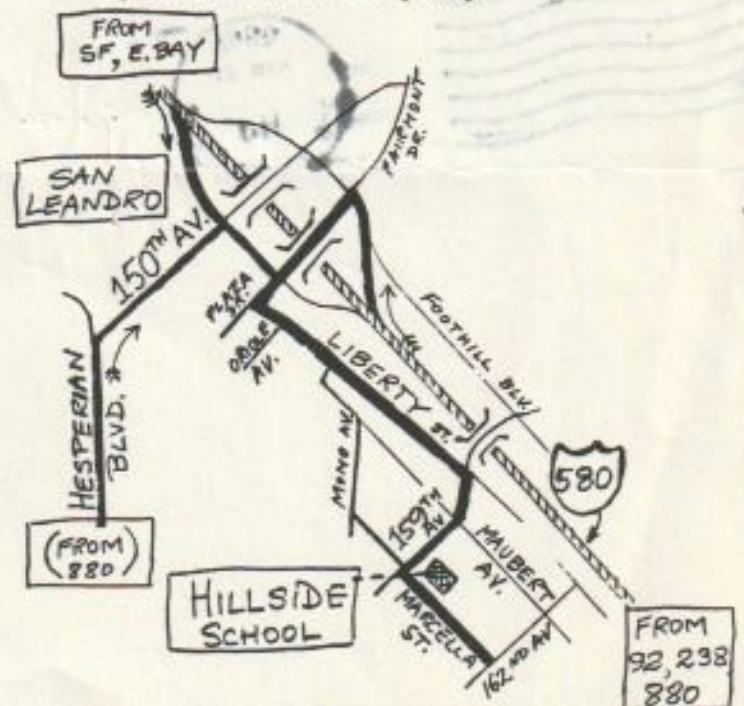 FROM
SF, E. BAY
FAIRMONT
DR.
SAN
LEANDRO
150TH AV.
PLAZA
DR.
FOOTHILL BLV.
ORIOLE
AV.
LIBERTY
ST.
HESPERIAN
BLVD.
MONO AV.
580
159TH
AV.
MAUBERT
AV.
(FROM
880)
HILLSIDE
SCHOOL
MARCELLA
ST.
162ND AV
FROM
92, 238,
880